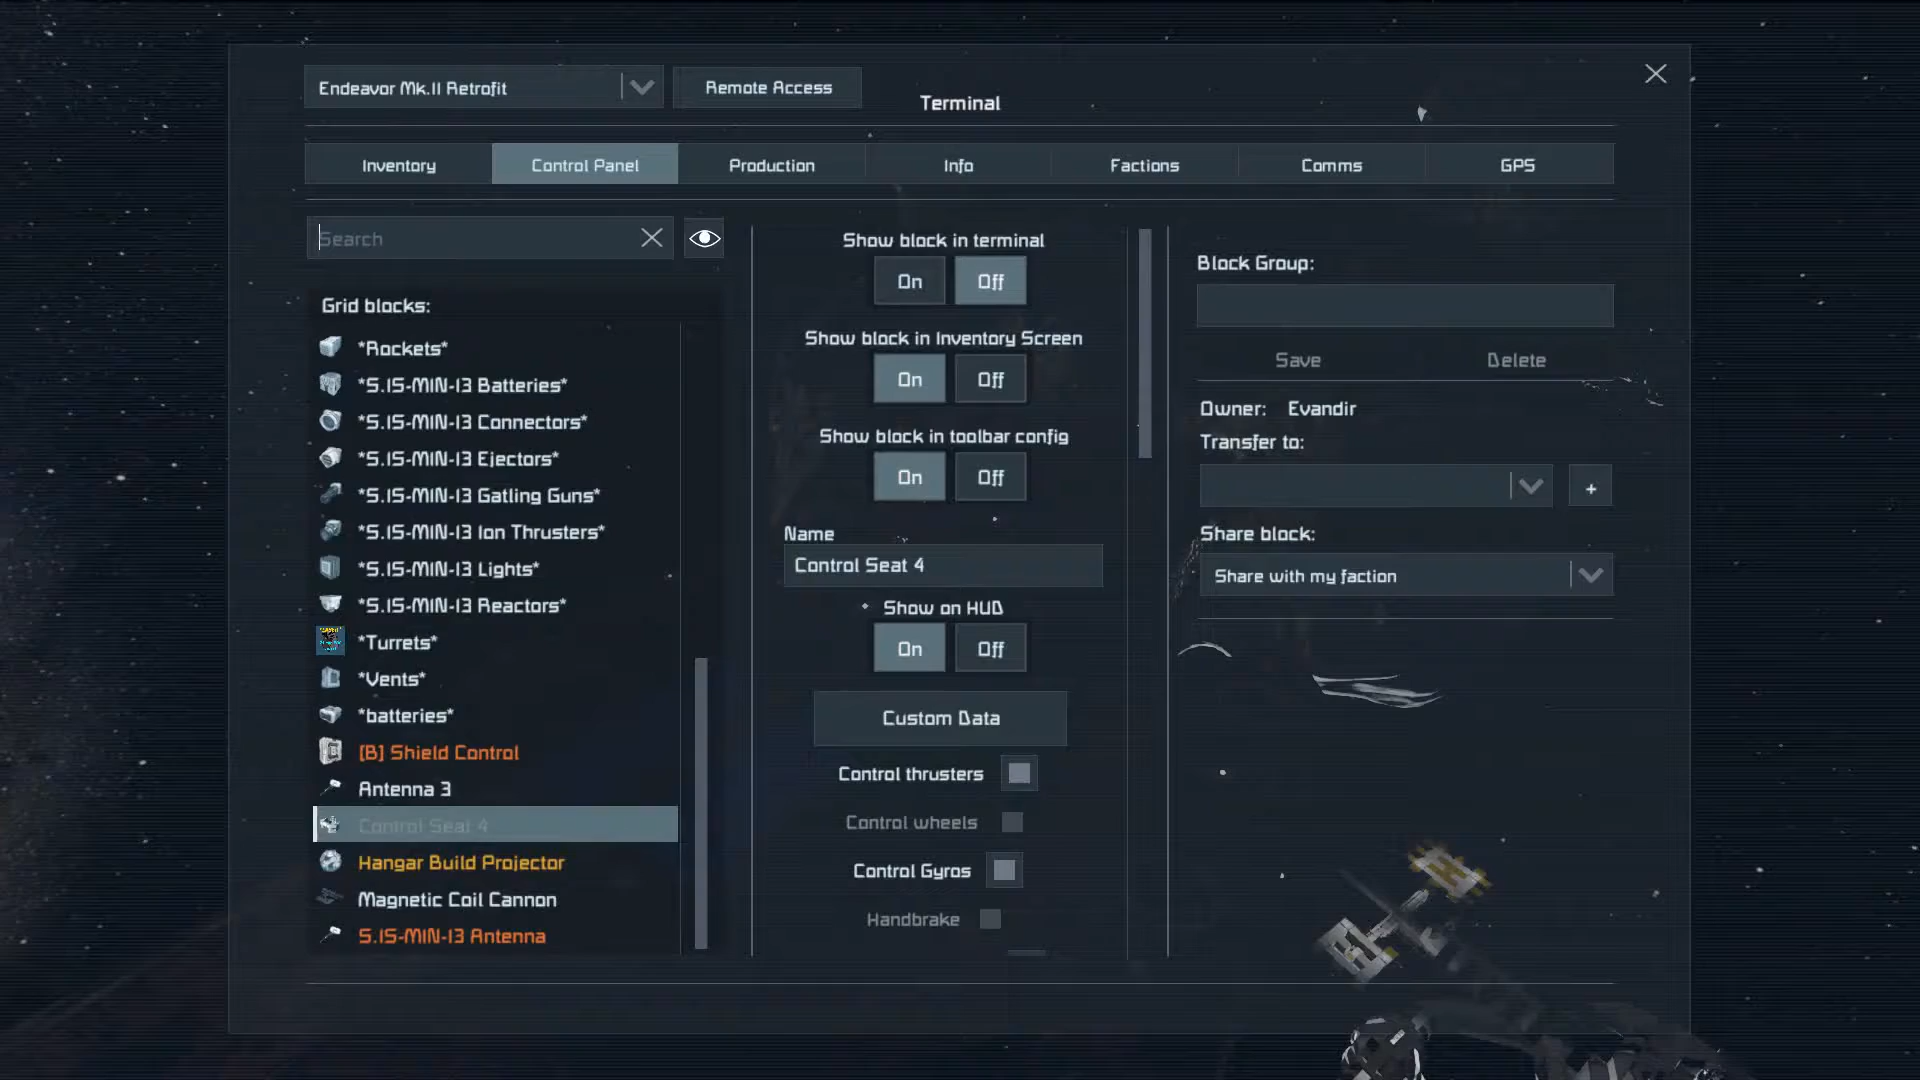 Endeavor Mk.II Retrofit
Remote Access
Terminal
Inventory
Control Panel
Production
Info
Factions
Comms
GPS
Search
Grid blocks:
*Rockets*
*S.IS-MIN-13 Batteries*
*S.IS-MIN-13 Connectors*
*S.IS-MIN-13 Ejectors*
*S.IS-MIN-13 Gatling Guns*
*S.IS-MIN-13 Ion Thrusters*
*S.IS-MIN-13 Lights*
*S.IS-MIN-13 Reactors*
*Turrets*
*Vents*
*batteries*
[B] Shield Control
Antenna 3
Control Seat 4
Hangar Build Projector
Magnetic Coil Cannon
S.IS-MIN-13 Antenna
Show block in terminal
On Off
Show block in Inventory Screen
On Off
Show block in toolbar config
On Off
Name
Control Seat 4
Show on HUD
On Off
Custom Data
Control thrusters
Control wheels
Control Gyros
Handbrake
Block Group:
Save Delete
Owner: Evandir
Transfer to:
+
Share block:
Share with my faction